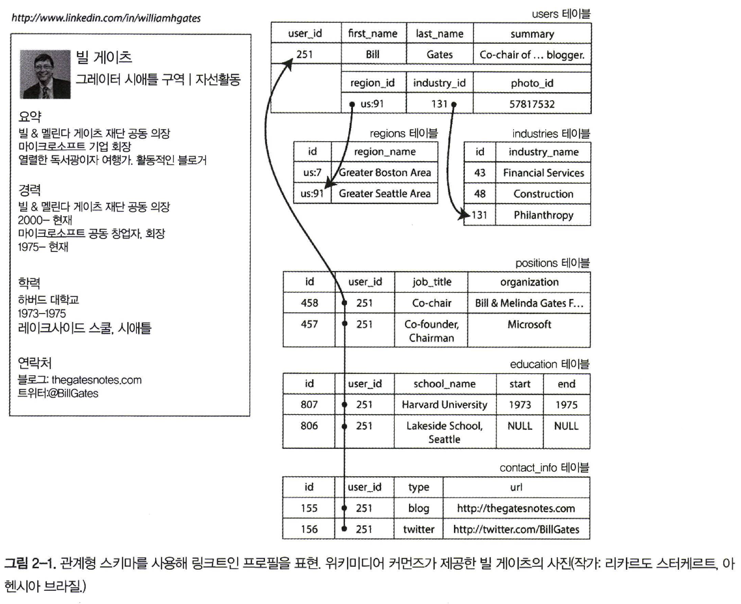 http://www.linkedin.com/in/williamhgates
빌 게이츠
그레이터 시애틀 구역 | 자선활동
요약
빌 & 멜린다 게이츠 재단 공동 의장
마이크로소프트 기업 회장
열렬한 독서광이자 여행가. 활동적인 블로거
경력
빌 & 멜린다 게이츠 재단 공동 의장
2000– 현재
마이크로소프트 공동 창업자, 회장
1975– 현재
학력
하버드 대학교
1973–1975
레이크사이드 스쿨, 시애틀
연락처
블로그: thegatesnotes.com
트위터:@BillGates
users 테이블
user_id first_name last_name summary
251 Bill Gates Co-chair of … blogger.
region_id industry_id photo_id
us:91 131 57817532
regions 테이블
id region_name
us:7 Greater Boston Area
us:91 Greater Seattle Area
industries 테이블
id industry_name
43 Financial Services
48 Construction
131 Philanthropy
positions 테이블
id user_id job_title organization
458 251 Co-chair Bill & Melinda Gates F...
457 251 Co-founder, Microsoft
Chairman
education 테이블
id user_id school_name start end
807 251 Harvard University 1973 1975
806 251 Lakeside School, NULL NULL
Seattle
contact_info 테이블
id user_id type url
155 251 blog http://thegatesnotes.com
156 251 twitter http://twitter.com/BillGates
그림 2-1. 관계형 스키마를 사용해 링크트인 프로필을 표현. 위키미디어 커먼즈가 제공한 빌 게이츠의 사진(작가: 리카르도 스터케르트, 아
헨시아 브라질.)